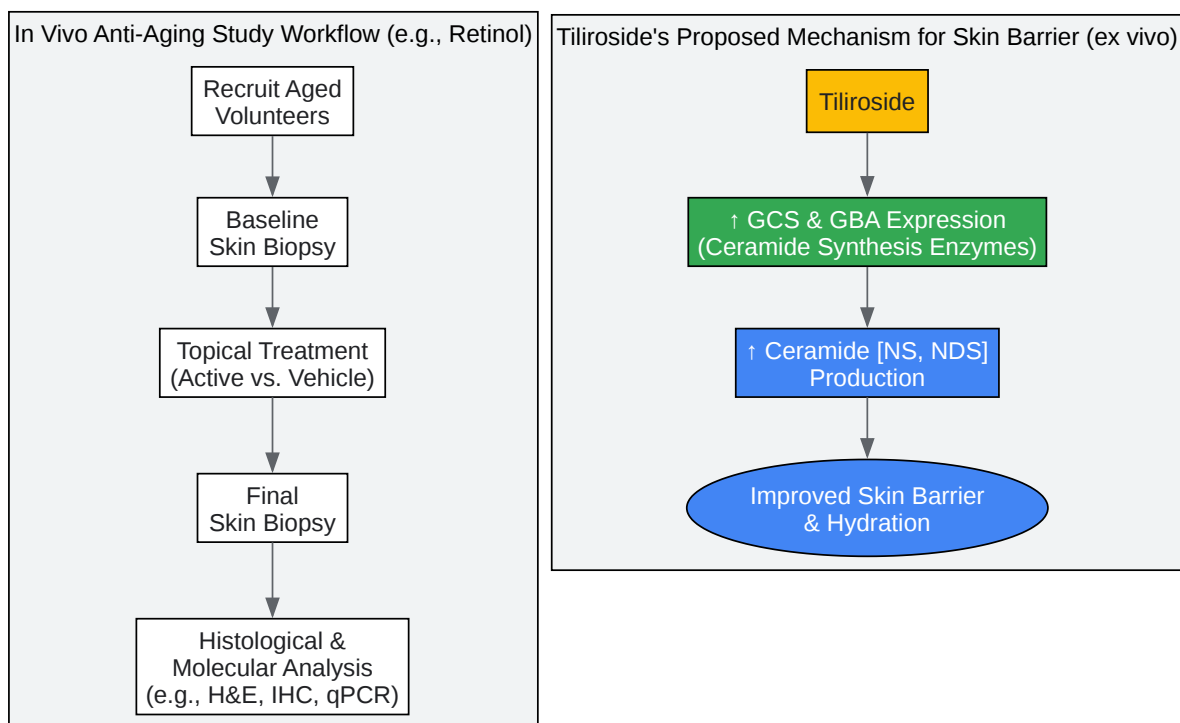 In Vivo Anti-Aging Study Workflow (e.g., Retinol)
Recruit Aged
Volunteers
Baseline
Skin Biopsy
Topical Treatment
(Active vs. Vehicle)
Final
Skin Biopsy
Histological &
Molecular Analysis
(e.g., H&E, IHC, qPCR)
Tiliroside's Proposed Mechanism for Skin Barrier (ex vivo)
Tiliroside
↑ GCS & GBA Expression
(Ceramide Synthesis Enzymes)
↑ Ceramide [NS, NDS]
Production
Improved Skin Barrier
& Hydration